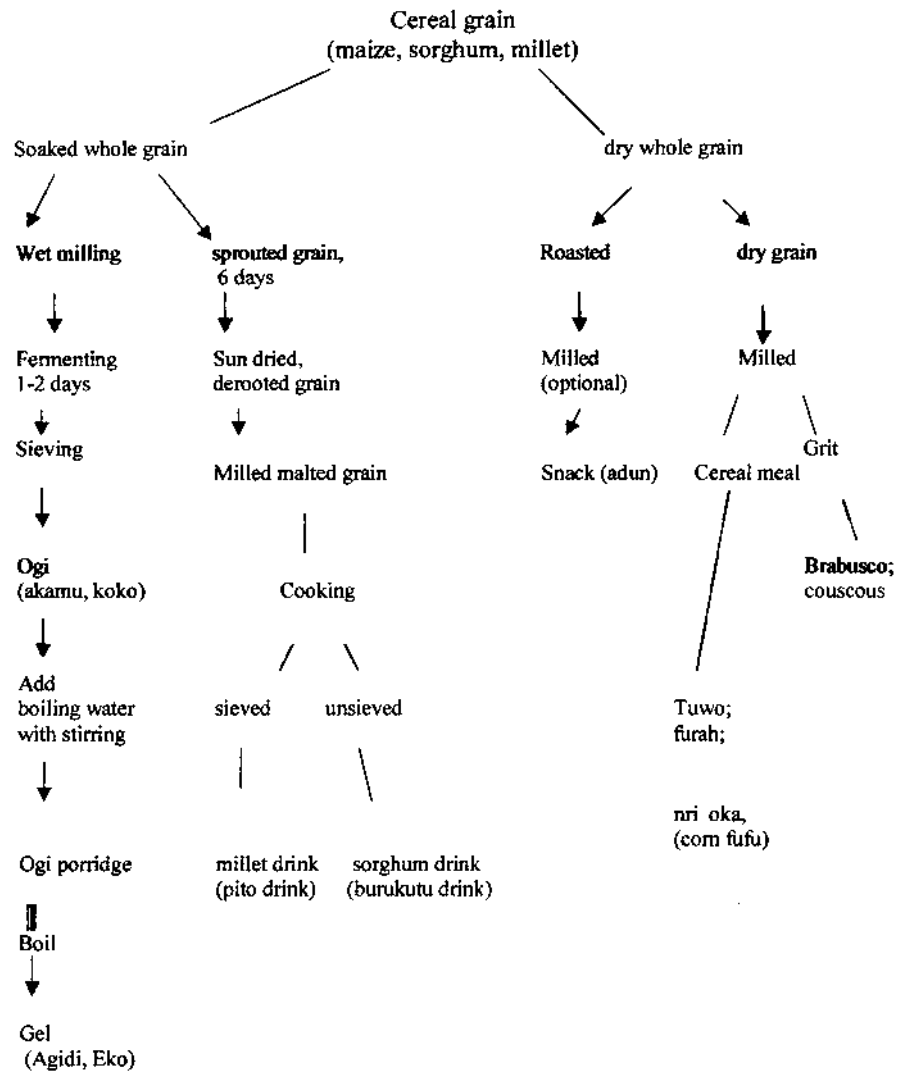 Cereal grain
(maize, sorghum, millet)
Soaked whole grain
dry whole grain
Wet milling
sprouted grain,
6 days
Roasted
dry grain
Fermenting
1-2 days
Sun dried,
derooted grain
Milled
(optional)
Milled
Sieving
Milled malted grain
Snack (adun)
Cereal meal
Grit
Ogi
(akamu, koko)
Cooking
Brabusco;
couscous
Add
boiling water
with stirring
sieved
unsieved
Tuwo;
furah;
nri oka,
(corn fufu)
Ogi porridge
millet drink
(pito drink)
sorghum drink
(burukutu drink)
Boil
Gel
(Agidi, Eko)